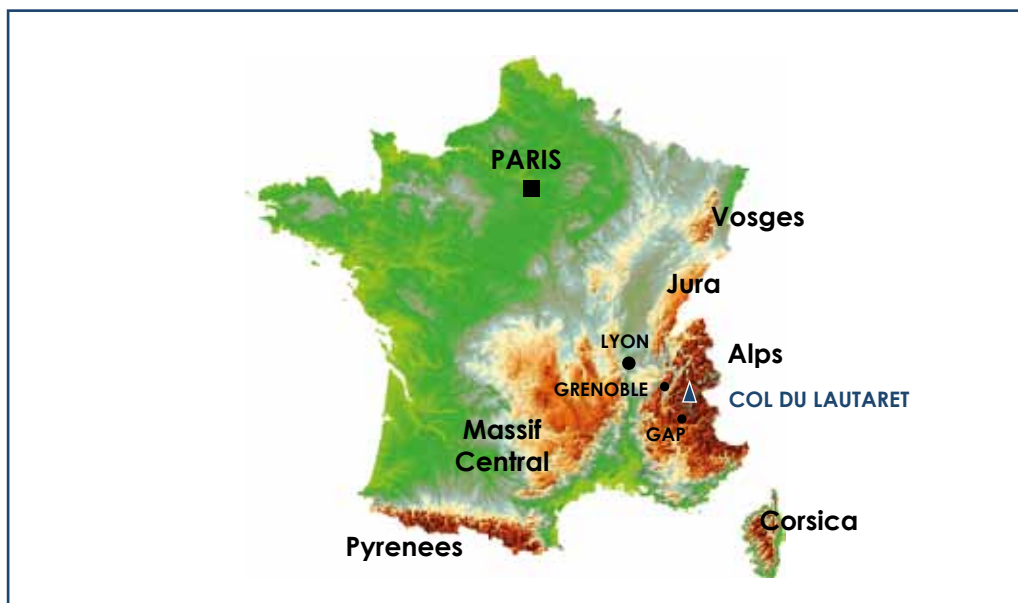 PARIS
Vosges
Jura
LYON
Alps
GRENOBLE
COL DU LAUTARET
GAP
Massif
Central
Corsica
Pyrenees